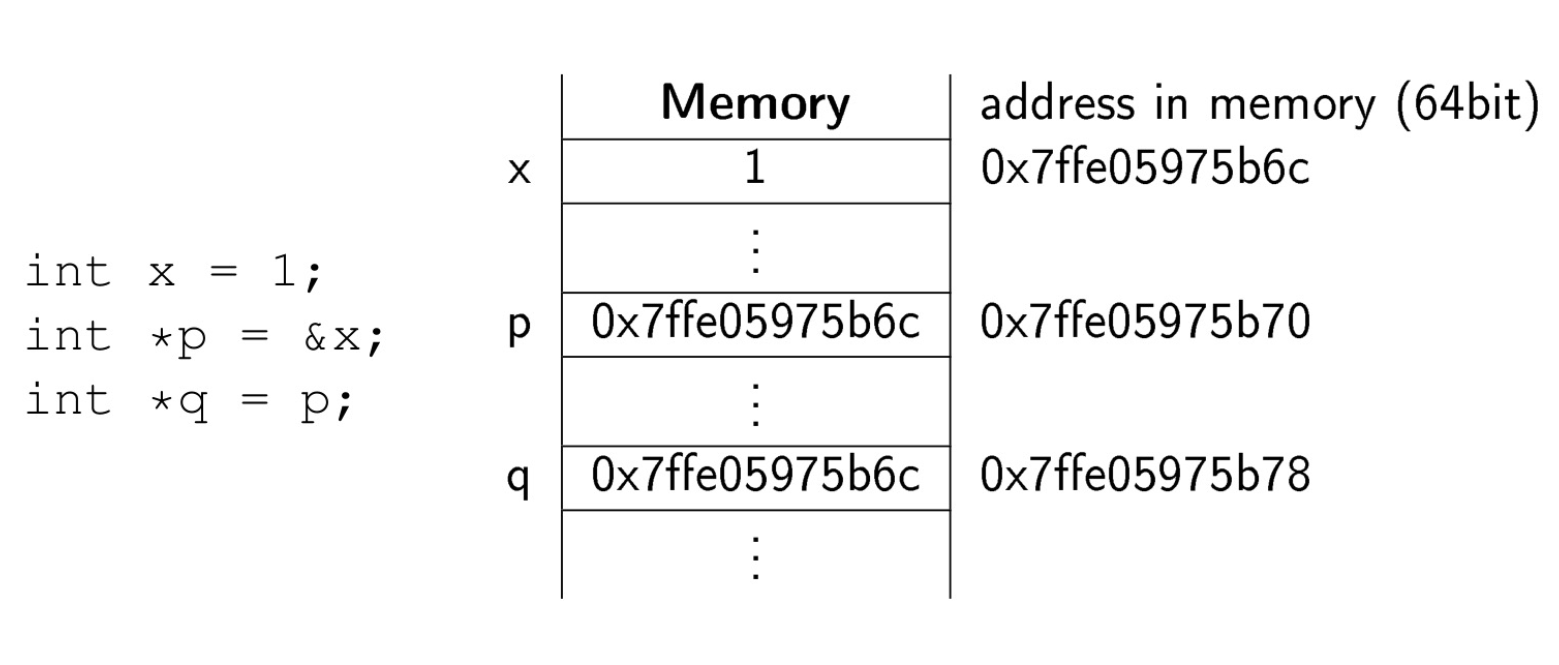 Memory address in memory (64bit)
x 1 0x7ffe05975b6c
⋮
int x = 1;
int *p = &x;
int *q = p;
p 0x7ffe05975b6c 0x7ffe05975b70
⋮
q 0x7ffe05975b6c 0x7ffe05975b78
⋮